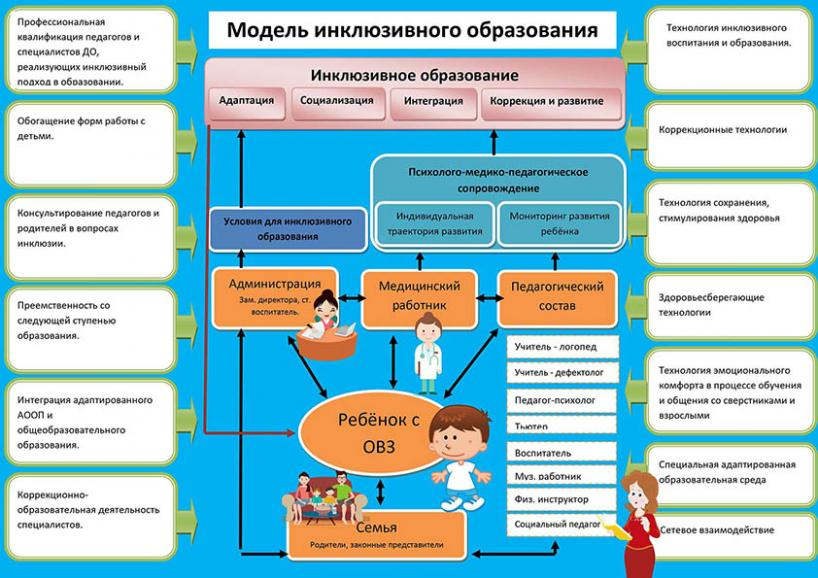 Модель инклюзивного образования
Профессиональная
квалификация педагогов и
специалистов ДО,
реализующих инклюзивный
подход в образовании.
Обогащение форм работы с
детьми.
Консультирование педагогов и
родителей в вопросах
инклюзии.
Преемственность со
следующей ступенью
образования.
Интеграция адаптированного
АООП и
общеобразовательного
образования.
Коррекционно-
образовательная деятельность
специалистов.
Инклюзивное образование
Адаптация
Социализация
Интеграция
Коррекция и развитие
Психолого-медико-педагогическое
сопровождение
Индивидуальная
траектория развития
Мониторинг развития
ребёнка
Условия для инклюзивного
образования
Администрация
Зам. директора, ст.
воспитатель.
Медицинский
работник
Педагогический
состав
Учитель - логопед
Учитель - дефектолог
Педагог-психолог
Тьютер
Воспитатель
Муз. работник
Физ. инструктор
Социальный педагог
Ребёнок с
ОВЗ
Семья
Родители, законные представители
Технология инклюзивного
воспитания и образования.
Коррекционные технологии
Технология сохранения,
стимулирования здоровья
Здоровьесберегающие
технологии
Технология эмоционального
комфорта в процессе обучения
и общения со сверстниками и
взрослыми
Специальная адаптированная
образовательная среда
Сетевое взаимодействие